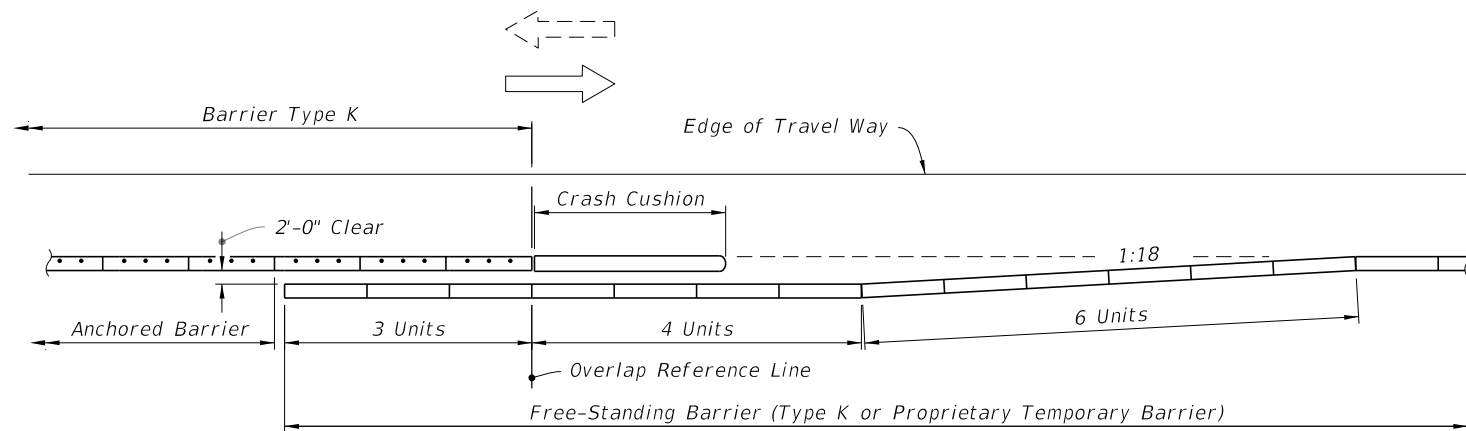 Barrier Type K
Edge of Travel Way
Crash Cushion
2'-0" Clear
1:18
Anchored Barrier
3 Units
4 Units
6 Units
Overlap Reference Line
Free-Standing Barrier (Type K or Proprietary Temporary Barrier)